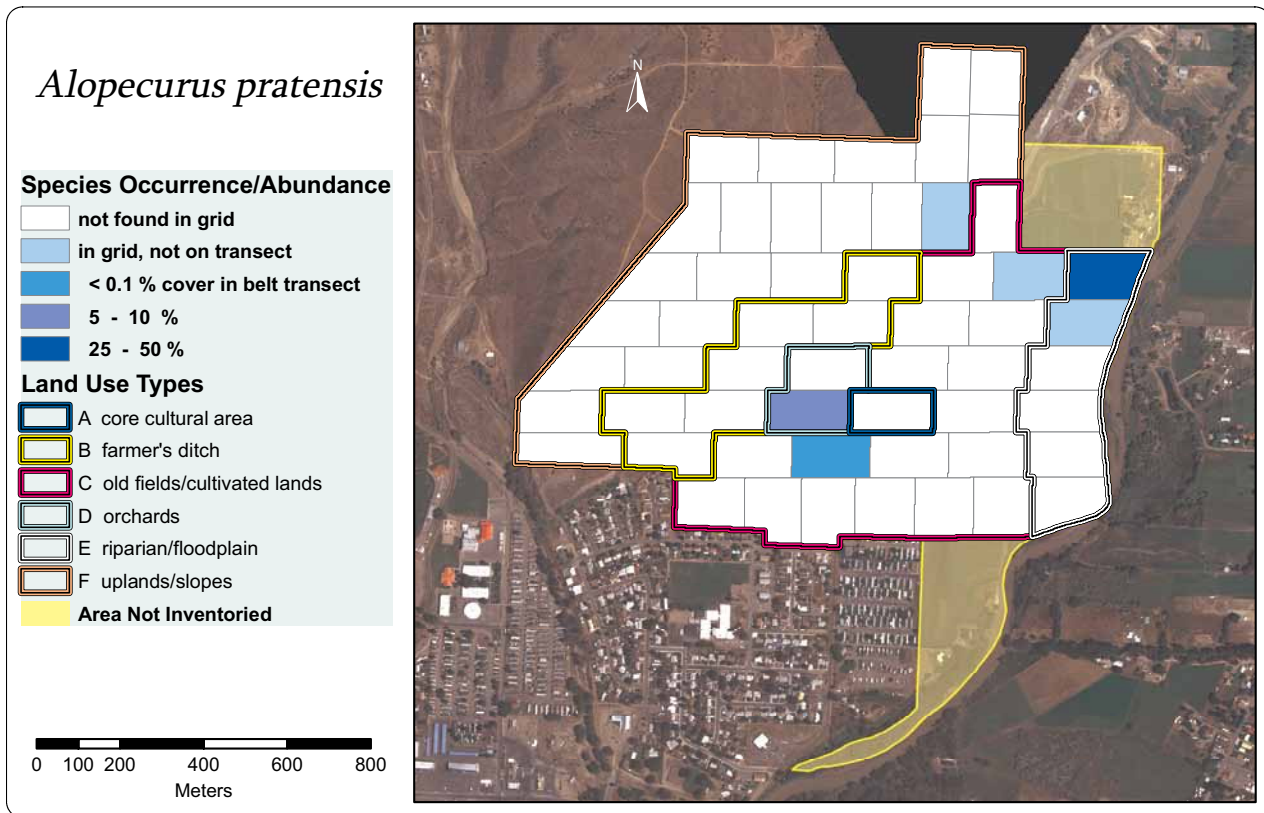 Alopecurus pratensis
Species Occurrence/Abundance
not found in grid
in grid, not on transect
< 0.1 % cover in belt transect
5 - 10 %
25 - 50 %
Land Use Types
A core cultural area
B farmer's ditch
C old fields/cultivated lands
D orchards
E riparian/floodplain
F uplands/slopes
Area Not Inventoried
0 100 200 400 600 800
Meters
N